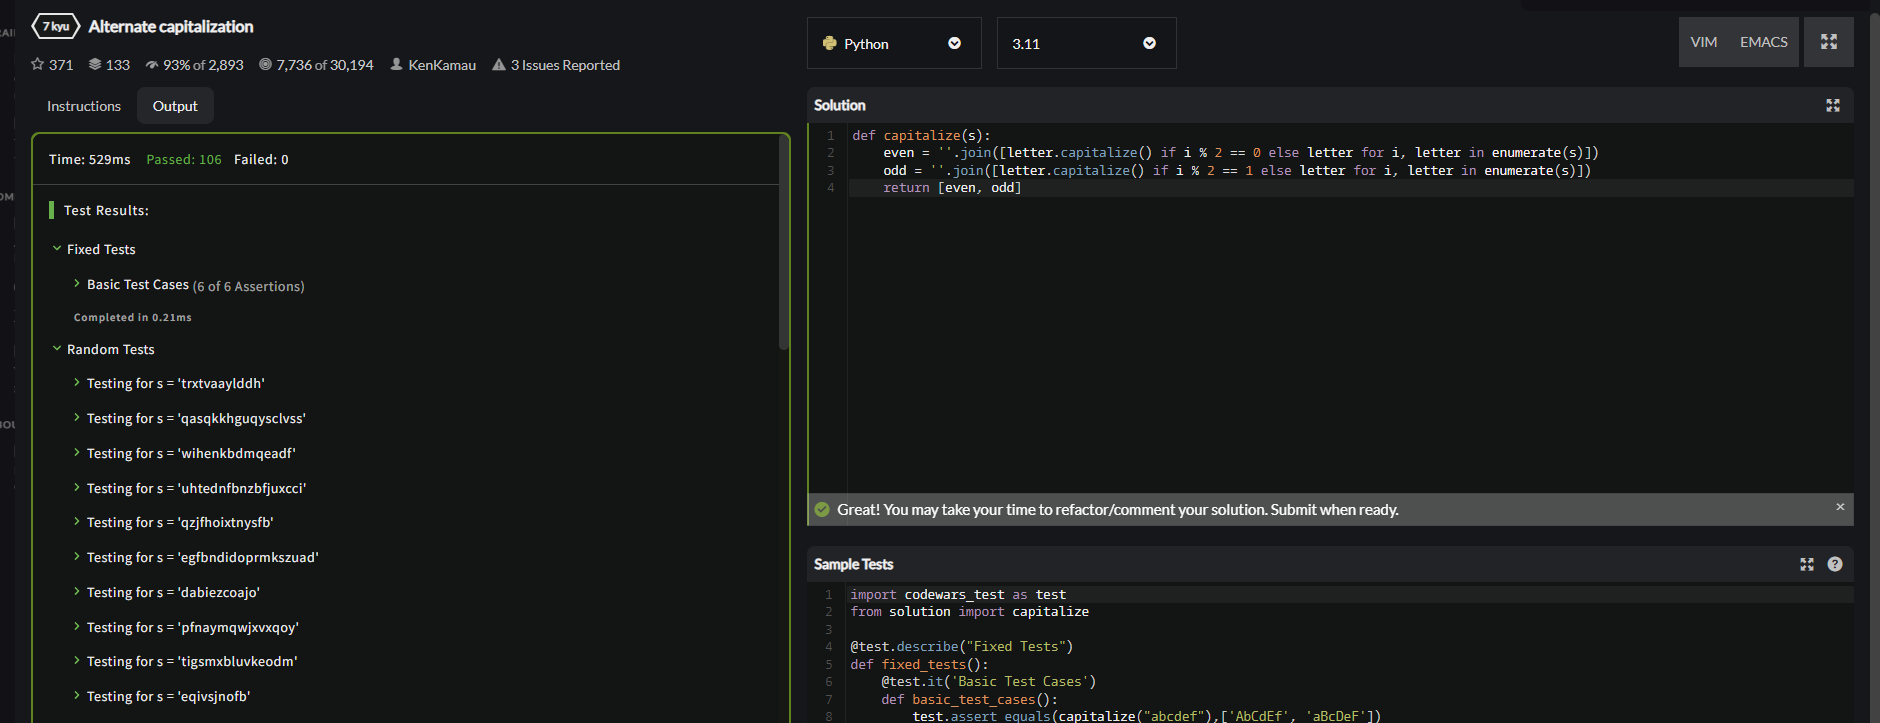 7 kyu Alternate capitalization
371 133 93% of 2,893 7,736 of 30,194 KenKamau 3 Issues Reported
Instructions Output
Time: 529ms Passed: 106 Failed: 0
Test Results:
Fixed Tests
Basic Test Cases (6 of 6 Assertions)
Completed in 0.21ms
Random Tests
Testing for s = 'trxtvaaylddh'
Testing for s = 'qasqkkhguqysclvss'
Testing for s = 'wihenkbdmqeadf'
Testing for s = 'uhtednfbnzbfjuxcci'
Testing for s = 'qzjfhoixtnysfb'
Testing for s = 'egfbndidoprmkszuad'
Testing for s = 'dabiezcoajo'
Testing for s = 'pfnaymqwjxvxqoy'
Testing for s = 'tigsmxbluvkeodm'
Testing for s = 'eqivsjnofb'
Python 3.11 VIM EMACS
Solution
1 def capitalize(s):
2 even = ''.join([letter.capitalize() if i % 2 == 0 else letter for i, letter in enumerate(s)])
3 odd = ''.join([letter.capitalize() if i % 2 == 1 else letter for i, letter in enumerate(s)])
4 return [even, odd]
Great! You may take your time to refactor/comment your solution. Submit when ready.
Sample Tests
1 import codewars_test as test
2 from solution import capitalize
3
4 @test.describe("Fixed Tests")
5 def fixed_tests():
6 @test.it('Basic Test Cases')
7 def basic_test_cases():
8 test.assert_equals(capitalize("abcdef"),['AbCdEf', 'aBcDeF'])